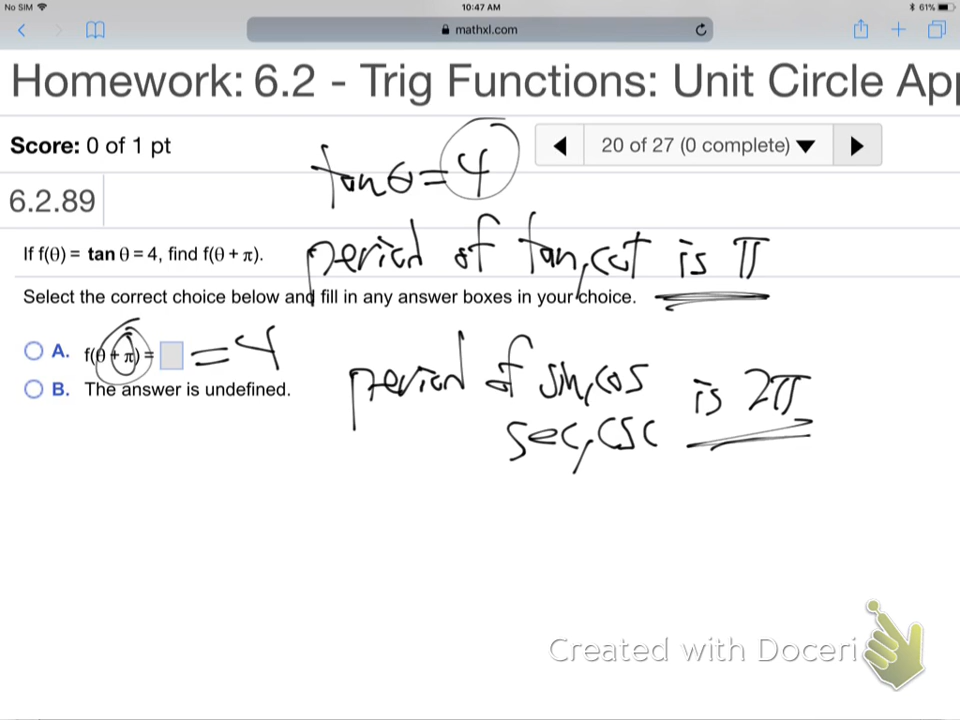 No SIM 10:47 AM 61%
mathxl.com
Homework: 6.2 - Trig Functions: Unit Circle App
Score: 0 of 1 pt
20 of 27 (0 complete)
tanθ=4
6.2.89
If f(θ) = tan θ = 4, find f(θ + π).
period of tan,cot is π
Select the correct choice below and fill in any answer boxes in your choice.
A. f(θ + π) = =4
B. The answer is undefined.
period of sin,cos
sec,csc is 2π
Created with Doceri